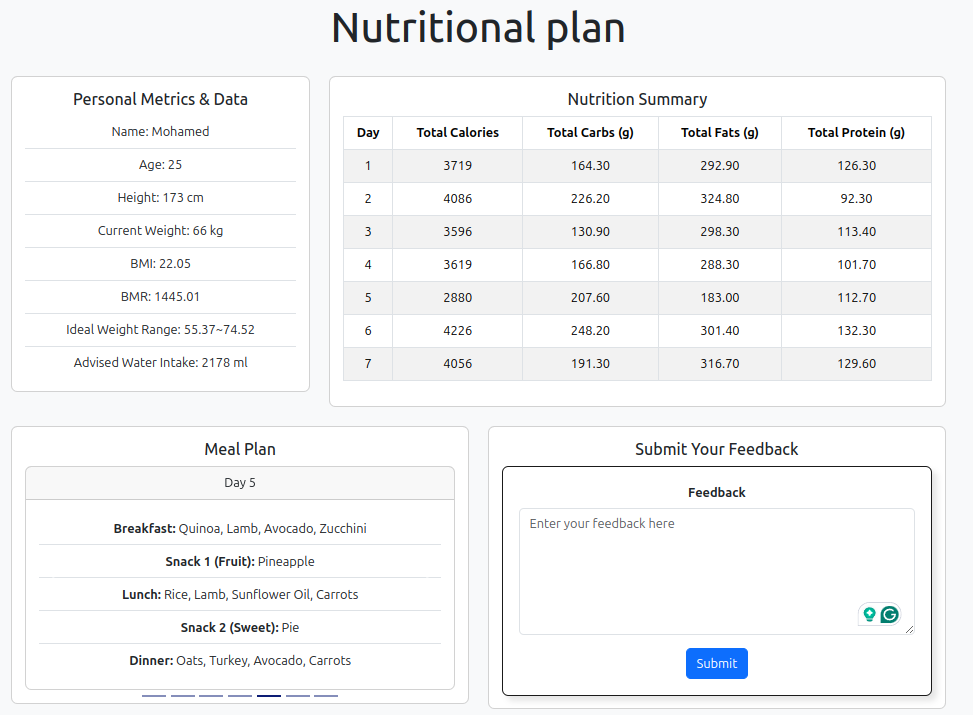 Nutritional plan
Personal Metrics & Data
Name: Mohamed
Age: 25
Height: 173 cm
Current Weight: 66 kg
BMI: 22.05
BMR: 1445.01
Ideal Weight Range: 55.37~74.52
Advised Water Intake: 2178 ml
Nutrition Summary
Day Total Calories Total Carbs (g) Total Fats (g) Total Protein (g)
1 3719 164.30 292.90 126.30
2 4086 226.20 324.80 92.30
3 3596 130.90 298.30 113.40
4 3619 166.80 288.30 101.70
5 2880 207.60 183.00 112.70
6 4226 248.20 301.40 132.30
7 4056 191.30 316.70 129.60
Meal Plan
Day 5
Breakfast: Quinoa, Lamb, Avocado, Zucchini
Snack 1 (Fruit): Pineapple
Lunch: Rice, Lamb, Sunflower Oil, Carrots
Snack 2 (Sweet): Pie
Dinner: Oats, Turkey, Avocado, Carrots
Submit Your Feedback
Feedback
Enter your feedback here
Submit